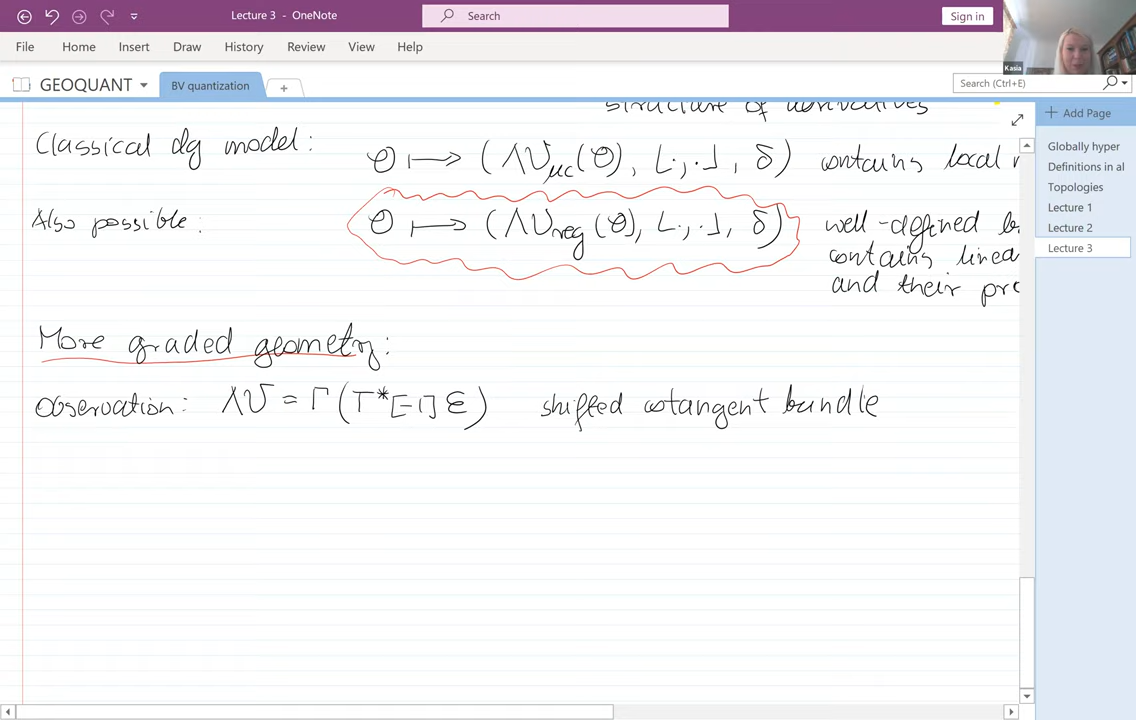 Lecture 3 - OneNote
Search
Sign in
File Home Insert Draw History Review View Help
Kasia
GEOQUANT
BV quantization
Search (Ctrl+E)
Add Page
Globally hyper
Definitions in al
Topologies
Lecture 1
Lecture 2
Lecture 3
structure of derivatives
Classical dg model: O ↦ (ΛV_μc(O), ⌊·,·⌋, δ) contains local
Also possible: O ↦ (ΛV_reg(O), ⌊·,·⌋, δ) well-defined
contains linea
and their
More graded geometry:
Observation: ΛV = Γ(T*[-1]ℰ) shifted cotangent bundle